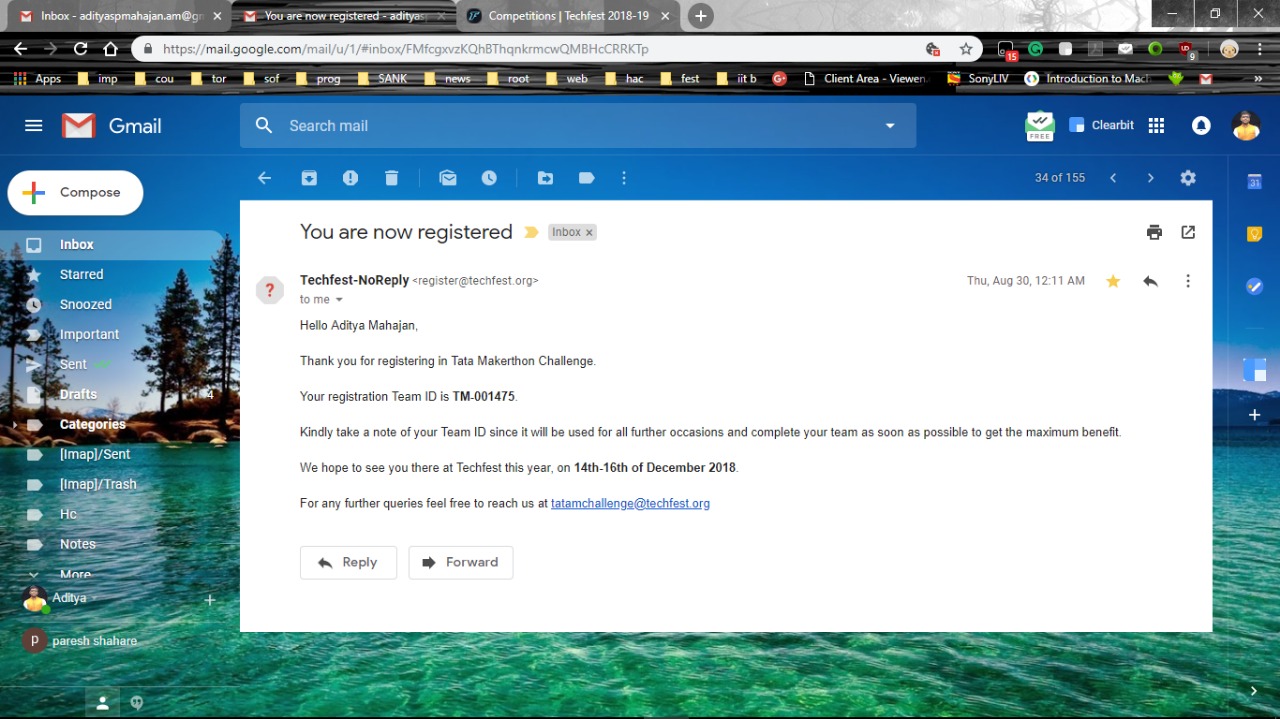 Inbox - adityaspmahajan.am@gm
You are now registered - adityasp
Competitions | Techfest 2018-19
https://mail.google.com/mail/u/1/#inbox/FMfcgxvzKQhBThqnkrmcwQMBHcCRRKTp
15
9
Apps imp cou tor sof prog SANK news root web hac fest iit b Client Area - Viewen SonyLIV Introduction to Mach »
Gmail
Search mail
FREE
Clearbit
Compose
34 of 155
31
Inbox
Starred
Snoozed
Important
Sent
Drafts 4
Categories
[Imap]/Sent
[Imap]/Trash
Hc
Notes
More
Aditya
p paresh shahare
You are now registered Inbox x
Techfest-NoReply <register@techfest.org> Thu, Aug 30, 12:11 AM
to me
Hello Aditya Mahajan,
Thank you for registering in Tata Makerthon Challenge.
Your registration Team ID is TM-001475.
Kindly take a note of your Team ID since it will be used for all further occasions and complete your team as soon as possible to get the maximum benefit.
We hope to see you there at Techfest this year, on 14th-16th of December 2018.
For any further queries feel free to reach us at tatamchallenge@techfest.org
Reply Forward